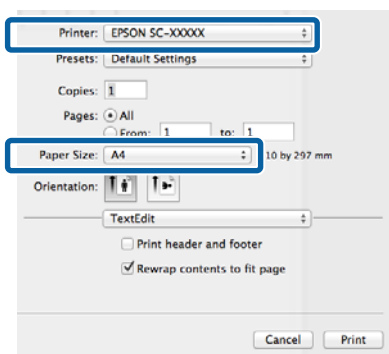 Printer: EPSON SC-XXXXX
Presets: Default Settings
Copies: 1
Pages: All
From: 1 to: 1
Paper Size: A4 10 by 297 mm
Orientation:
TextEdit
Print header and footer
Rewrap contents to fit page
Cancel Print